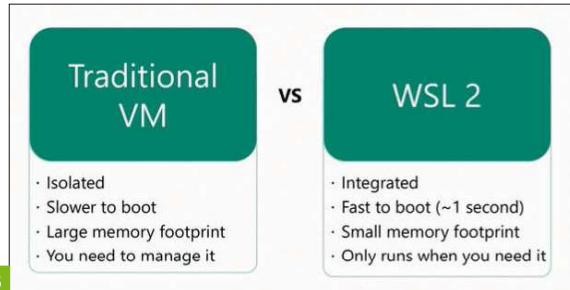 Traditional
VM
· Isolated
· Slower to boot
· Large memory footprint
· You need to manage it
vs
WSL 2
· Integrated
· Fast to boot (~1 second)
· Small memory footprint
· Only runs when you need it